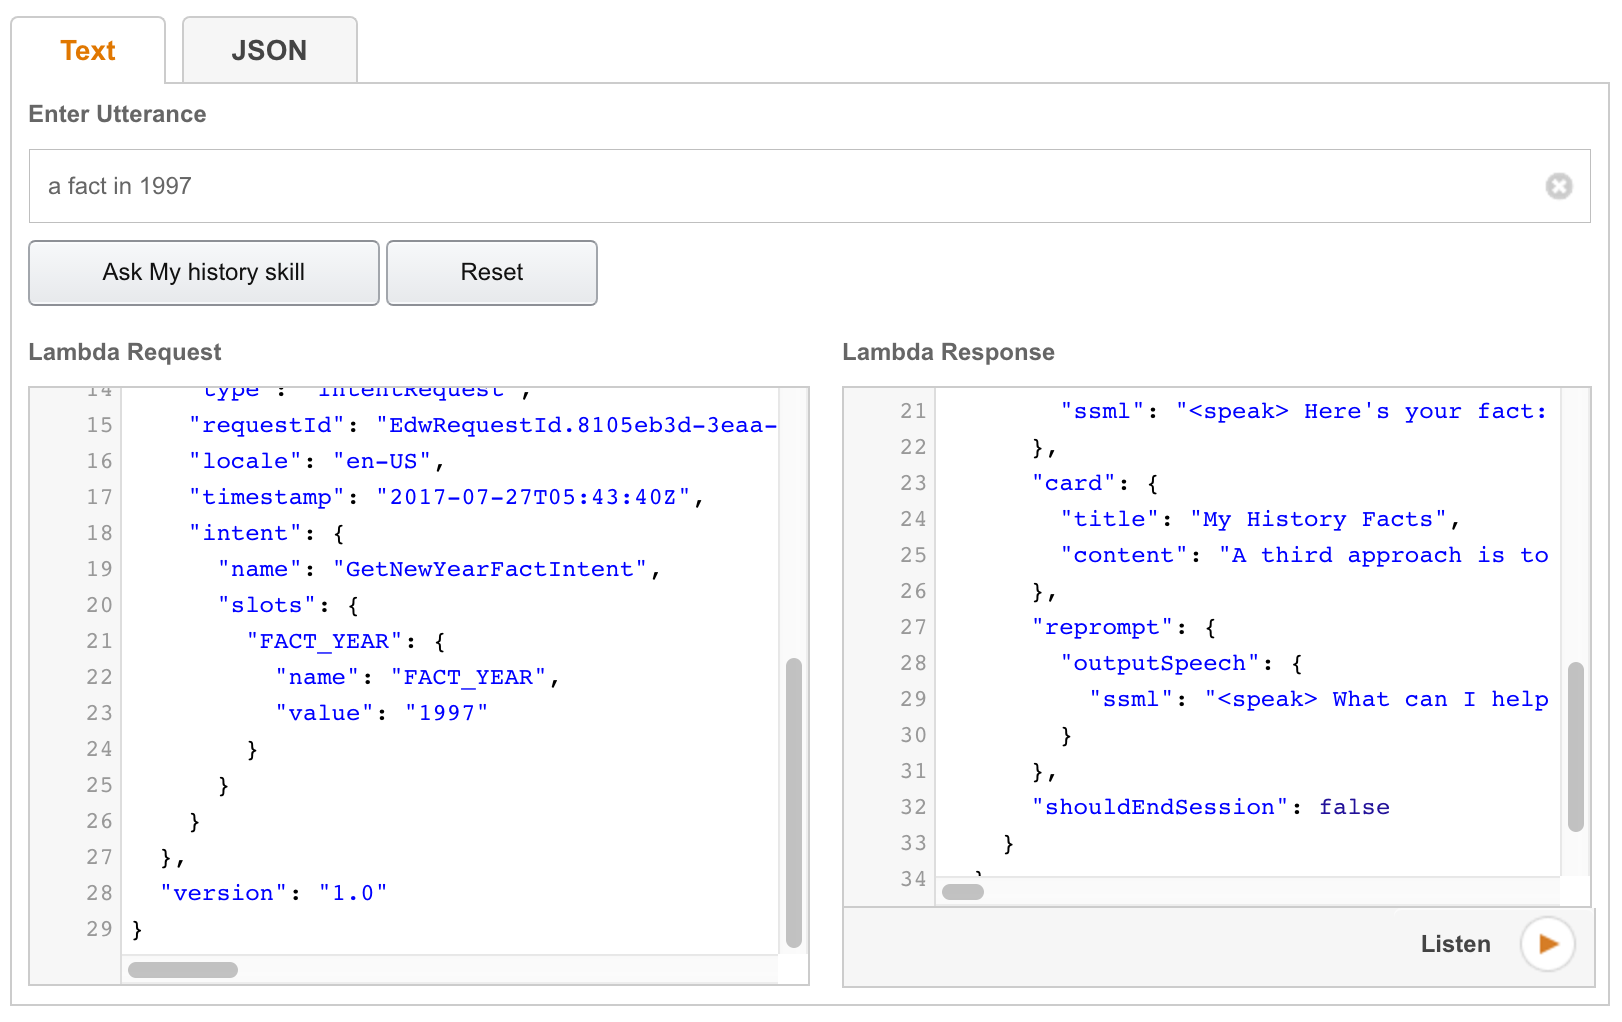 Text
JSON
Enter Utterance
a fact in 1997
Ask My history skill
Reset
Lambda Request
14 "type": "IntentRequest",
15 "requestId": "EdwRequestId.8105eb3d-3eaa-
16 "locale": "en-US",
17 "timestamp": "2017-07-27T05:43:40Z",
18 "intent": {
19 "name": "GetNewYearFactIntent",
20 "slots": {
21 "FACT_YEAR": {
22 "name": "FACT_YEAR",
23 "value": "1997"
24 }
25 }
26 }
27 },
28 "version": "1.0"
29 }
Lambda Response
21 "ssml": "<speak> Here's your fact:
22 },
23 "card": {
24 "title": "My History Facts",
25 "content": "A third approach is to
26 },
27 "reprompt": {
28 "outputSpeech": {
29 "ssml": "<speak> What can I help
30 }
31 },
32 "shouldEndSession": false
33 }
34 }
Listen